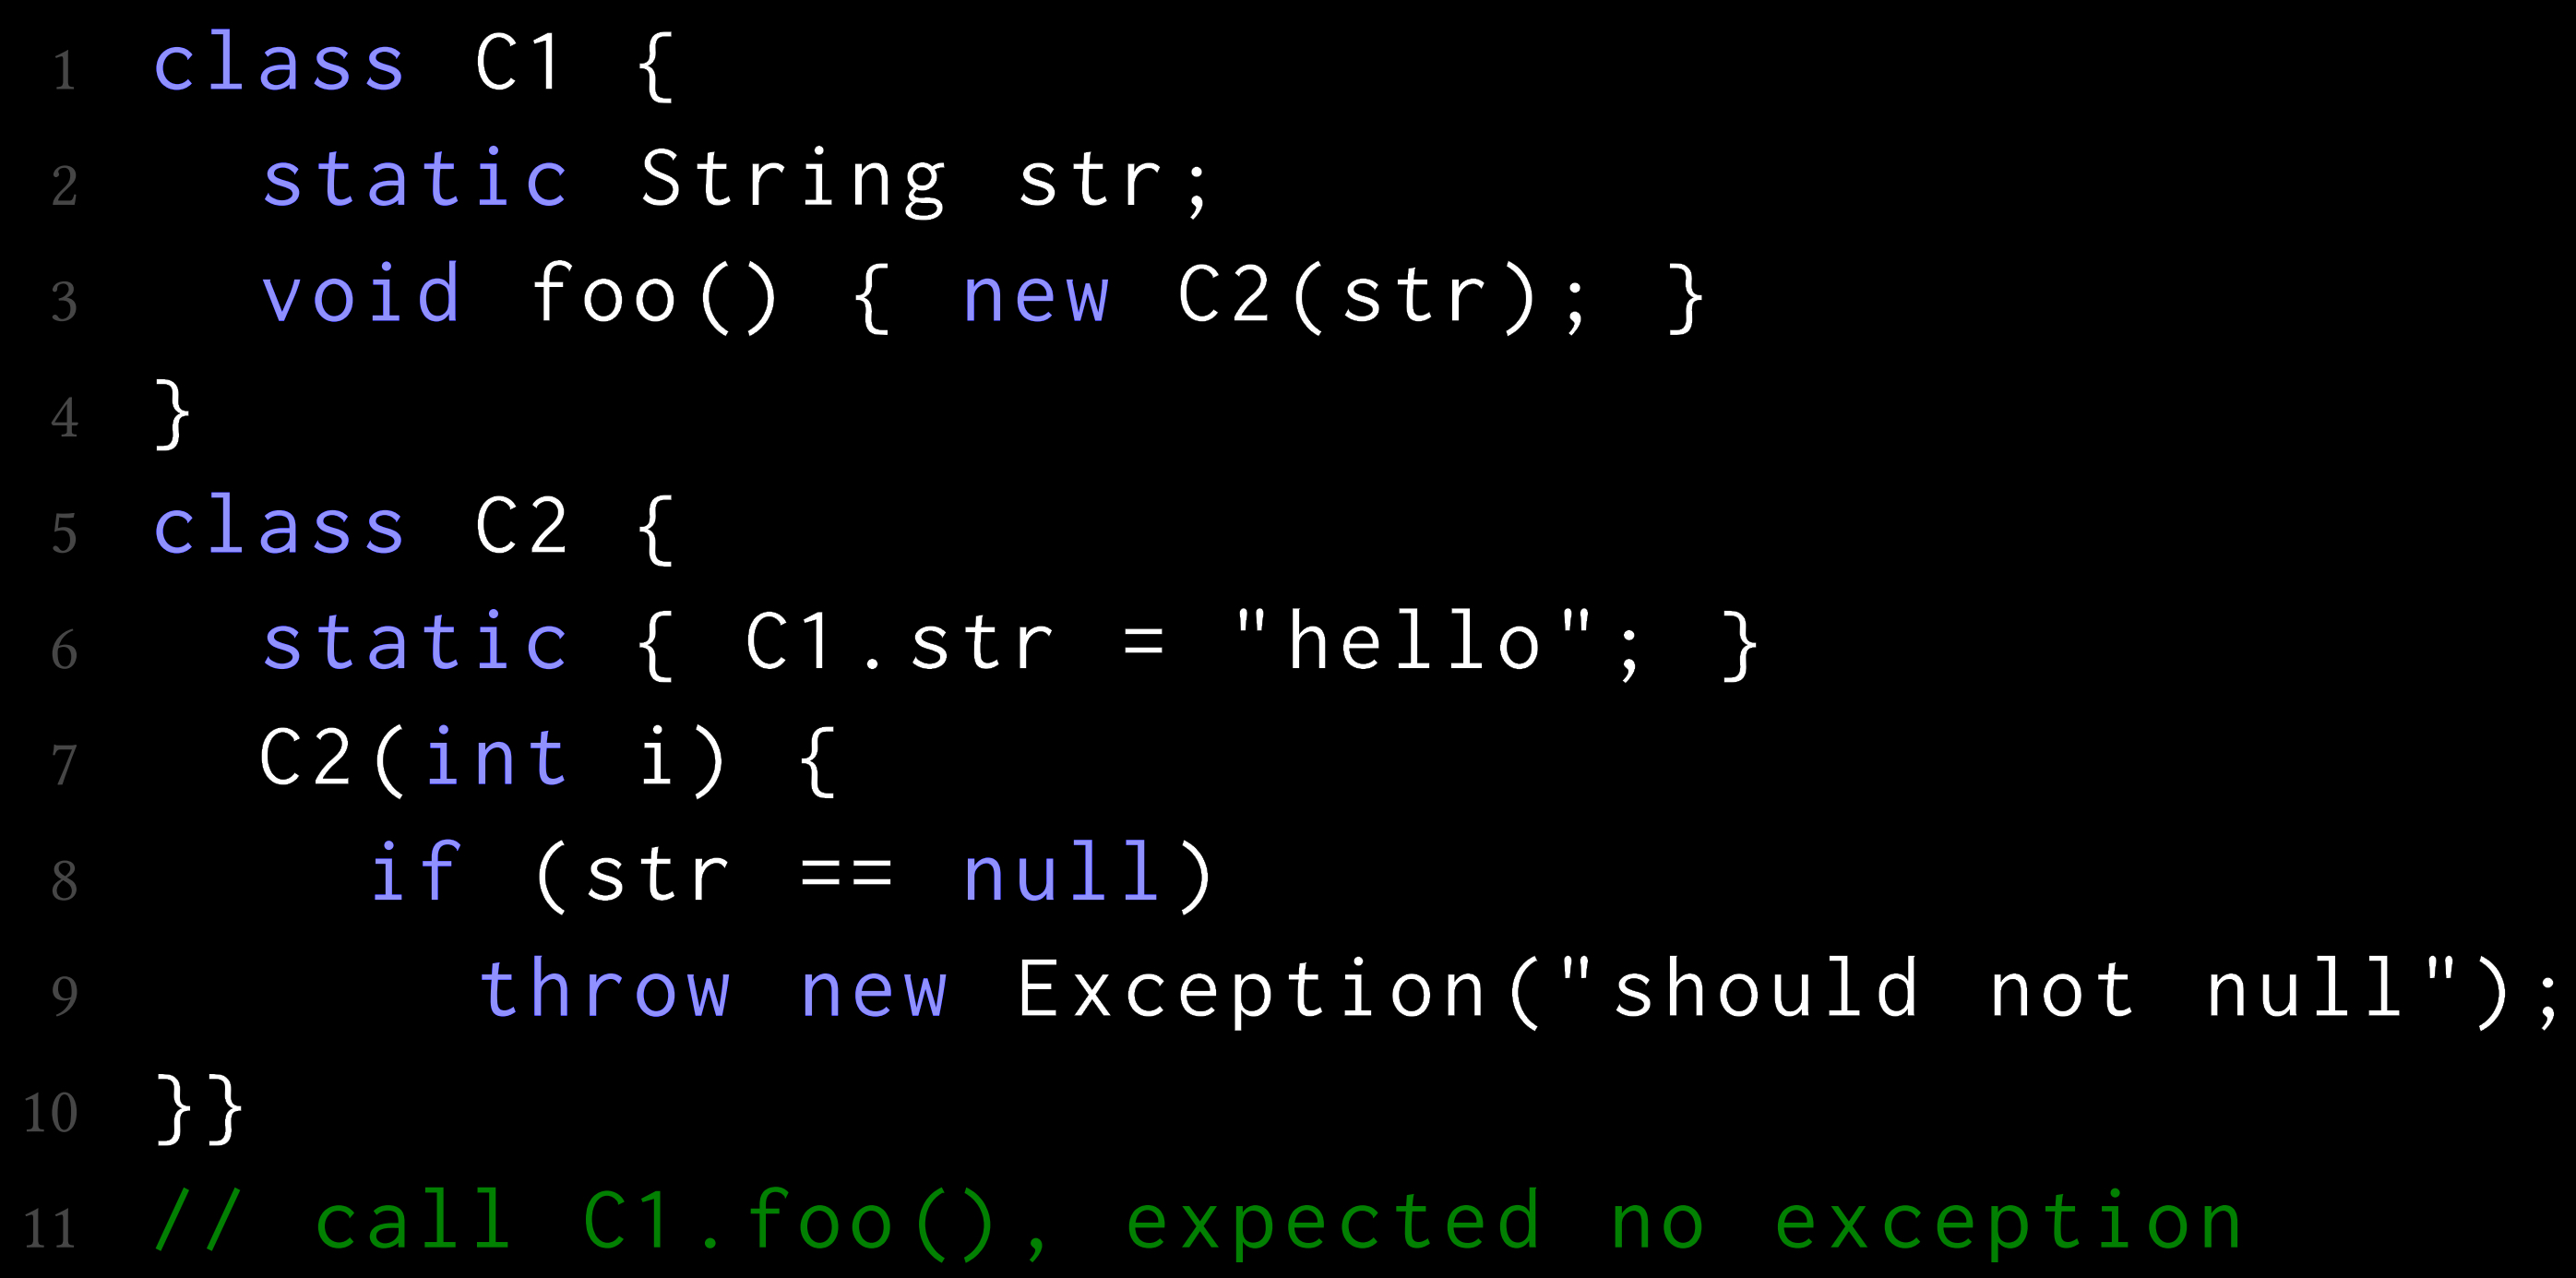 1 class C1 {
2   static String str;
3   void foo() { new C2(str); }
4 }
5 class C2 {
6   static { C1.str = "hello"; }
7   C2(int i) {
8     if (str == null)
9       throw new Exception("should not null");
10 }}
11 // call C1.foo(), expected no exception